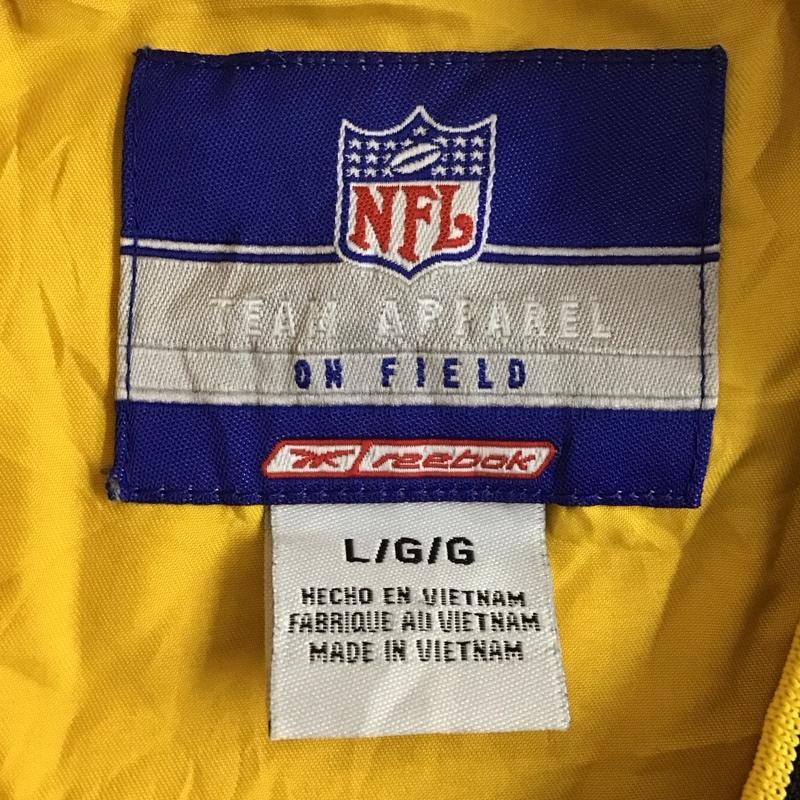 NFL
TEAM APPAREL
ON FIELD
Reebok
L/G/G
HECHO EN VIETNAM
FABRIQUE AU VIETNAM
MADE IN VIETNAM